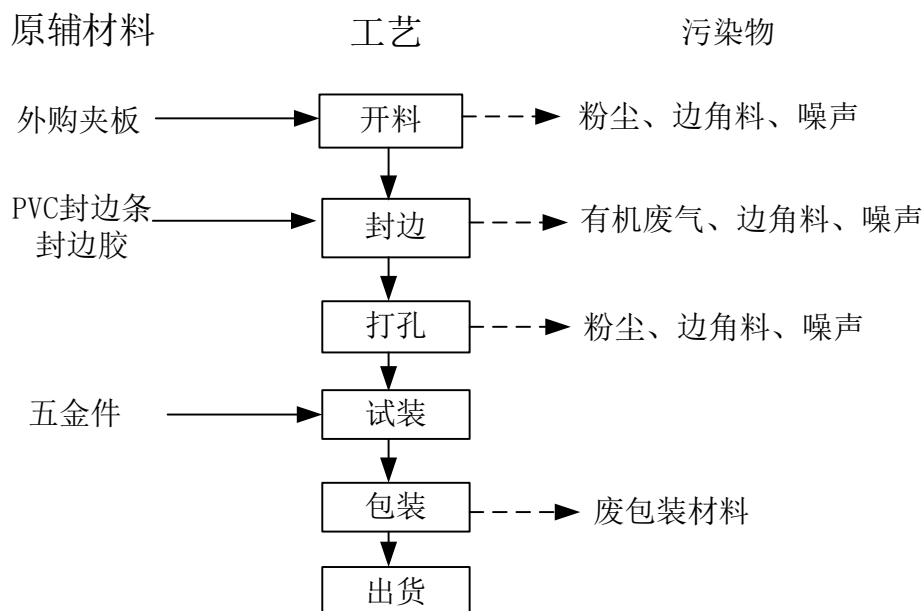 原辅材料 工艺 污染物
外购夹板 开料 粉尘、边角料、噪声
PVC封边条
封边胶 封边 有机废气、边角料、噪声
打孔 粉尘、边角料、噪声
五金件 试装
包装 废包装材料
出货